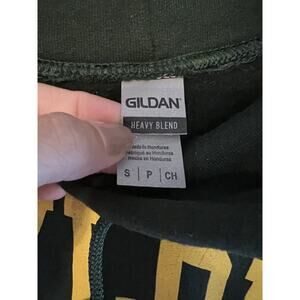 GILDAN
HEAVY BLEND
Made in Honduras
Fabriqué au Honduras
Hecho en Honduras
S | P | CH